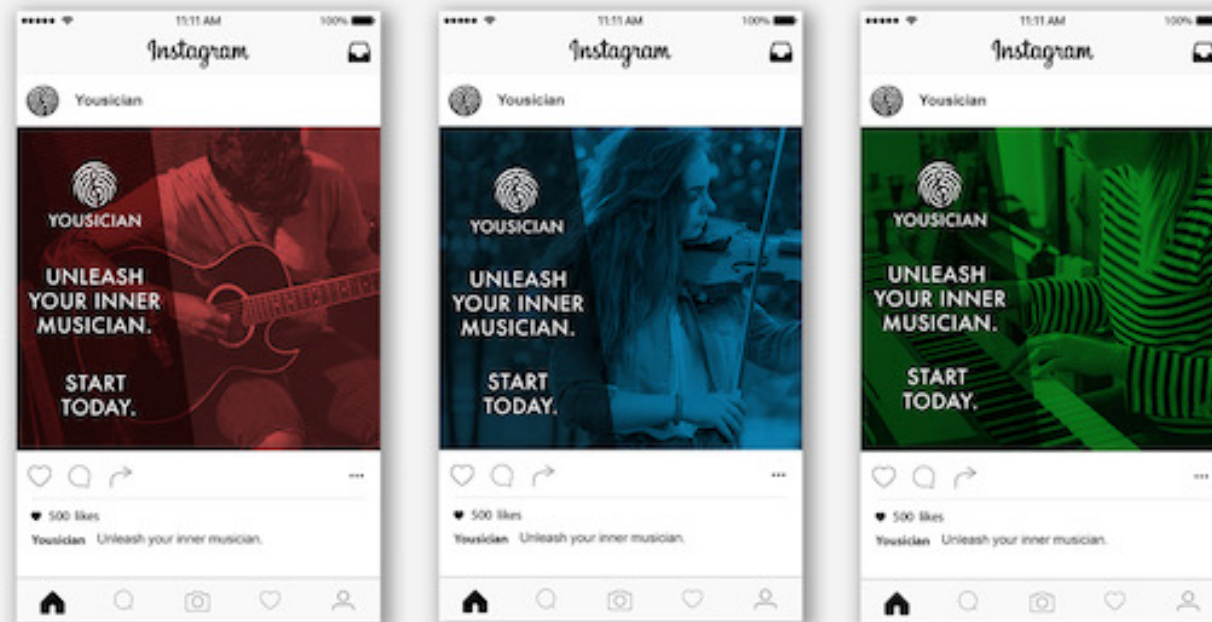 11:11 AM
100%
Instagram
Yousician
YOUSICIAN
UNLEASH
YOUR INNER
MUSICIAN.
START
TODAY.
500 likes
Yousician Unleash your inner musician.
11:11 AM
100%
Instagram
Yousician
YOUSICIAN
UNLEASH
YOUR INNER
MUSICIAN.
START
TODAY.
500 likes
Yousician Unleash your inner musician.
11:11 AM
100%
Instagram
Yousician
YOUSICIAN
UNLEASH
YOUR INNER
MUSICIAN.
START
TODAY.
500 likes
Yousician Unleash your inner musician.